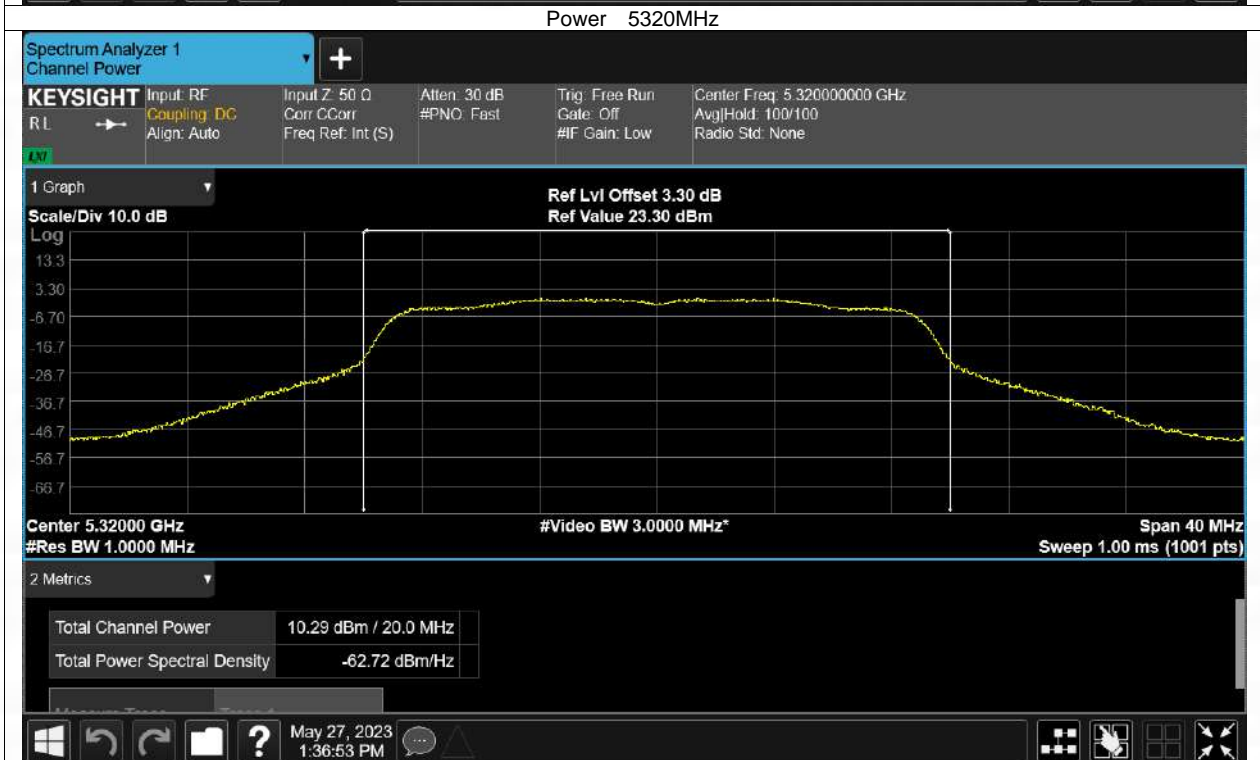 Power 5320MHz
Spectrum Analyzer 1
Channel Power
+
KEYSIGHT
RL
LXI
Input: RF
Coupling: DC
Align: Auto
Input Z: 50 Ω
Corr CCorr
Freq Ref: Int (S)
Atten: 30 dB
#PNO: Fast
Trig: Free Run
Gate: Off
#IF Gain: Low
Center Freq: 5.320000000 GHz
Avg|Hold: 100/100
Radio Std: None
1 Graph
Scale/Div 10.0 dB
Ref Lvl Offset 3.30 dB
Ref Value 23.30 dBm
Log
13.3
3.30
-6.70
-16.7
-26.7
-36.7
-46.7
-56.7
-66.7
Center 5.32000 GHz
#Video BW 3.0000 MHz*
Span 40 MHz
#Res BW 1.0000 MHz
Sweep 1.00 ms (1001 pts)
2 Metrics
Total Channel Power 10.29 dBm / 20.0 MHz
Total Power Spectral Density -62.72 dBm/Hz
?
May 27, 2023
1:36:53 PM